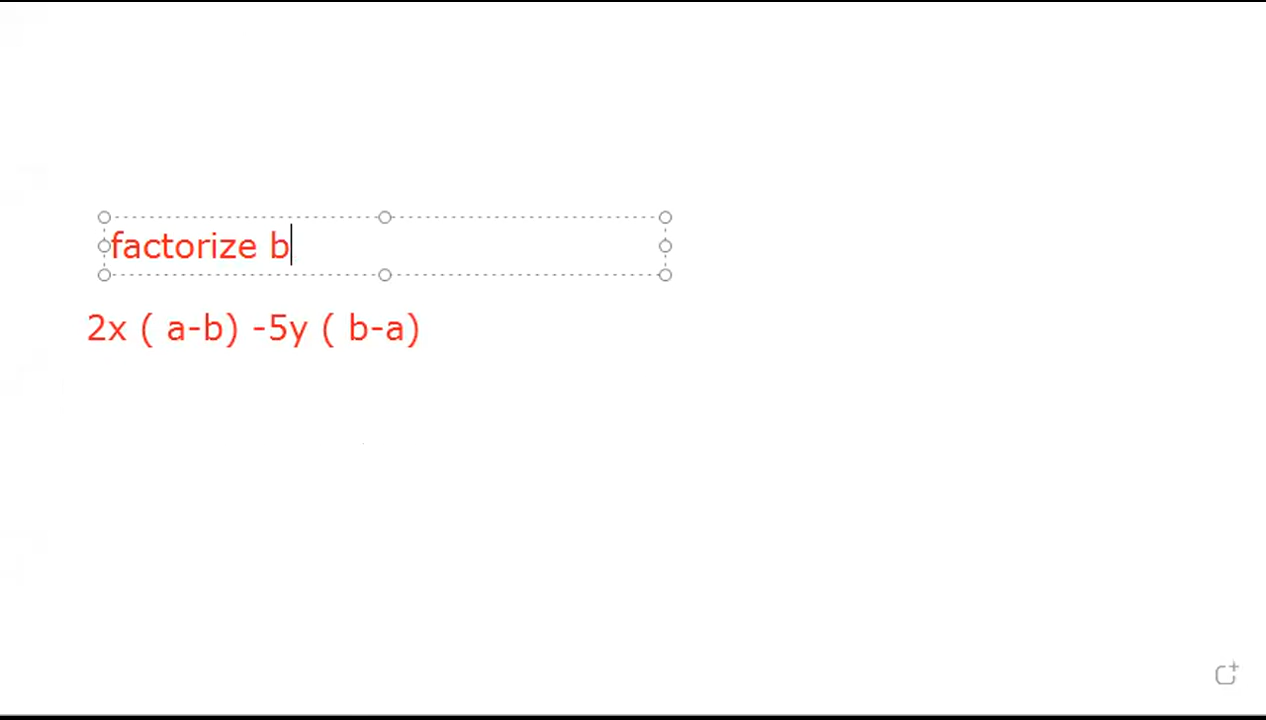 factorize b
2x ( a-b) -5y ( b-a)